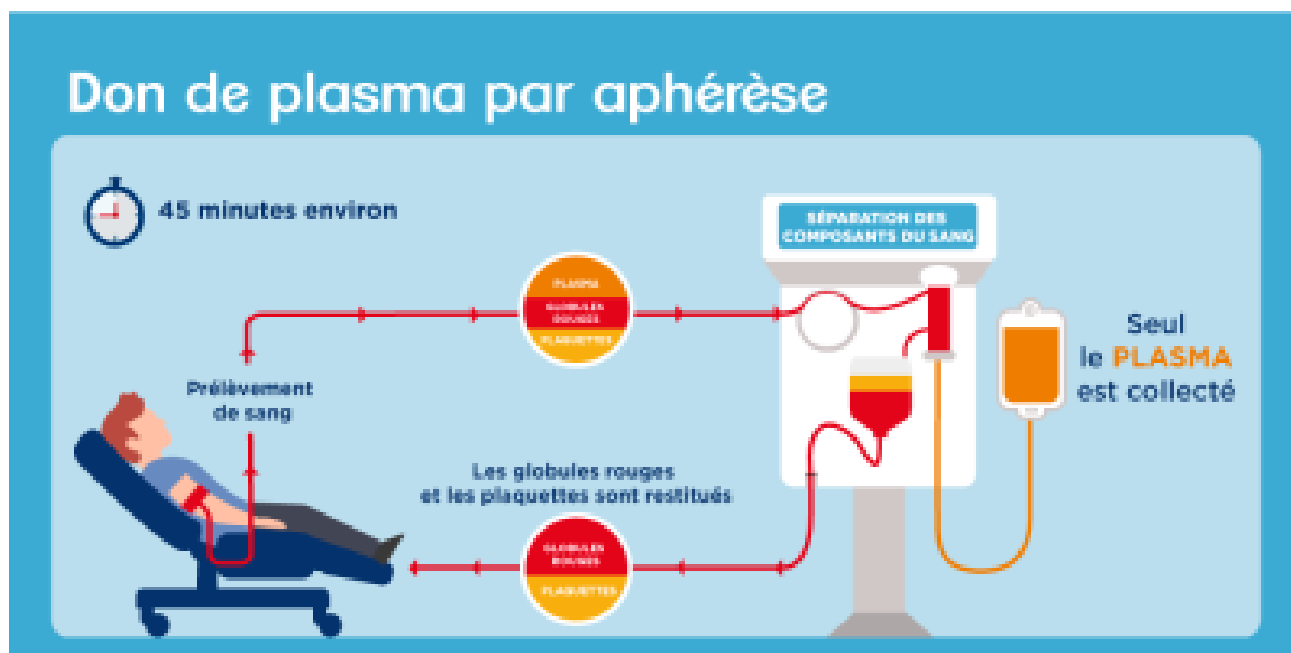 Don de plasma par aphérèse
45 minutes environ
SÉPARATION DES
COMPOSANTS DU SANG
PLASMA
GLOBULES
ROUGES
PLAQUETTES
Seul
le PLASMA
est collecté
Prélèvement
de sang
Les globules rouges
et les plaquettes sont restitués
GLOBULES
ROUGES
PLAQUETTES